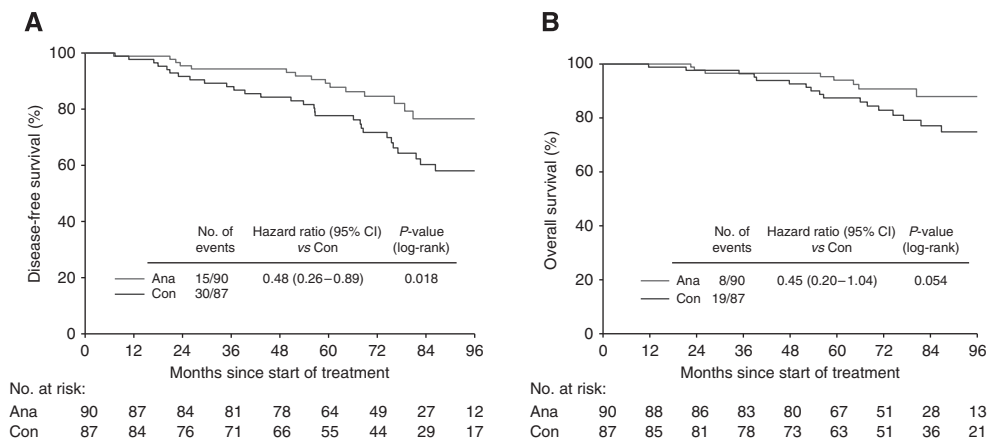 A
Disease-free survival (%)
100
80
60
40
20
0
No. of events Hazard ratio (95% CI) vs Con P-value (log-rank)
Ana 15/90 0.48 (0.26–0.89) 0.018
Con 30/87
0 12 24 36 48 60 72 84 96
Months since start of treatment
No. at risk:
Ana 90 87 84 81 78 64 49 27 12
Con 87 84 76 71 66 55 44 29 17
B
Overall survival (%)
100
80
60
40
20
0
No. of events Hazard ratio (95% CI) vs Con P-value (log-rank)
Ana 8/90 0.45 (0.20–1.04) 0.054
Con 19/87
0 12 24 36 48 60 72 84 96
Months since start of treatment
No. at risk:
Ana 90 88 86 83 80 67 51 28 13
Con 87 85 81 78 73 63 51 36 21